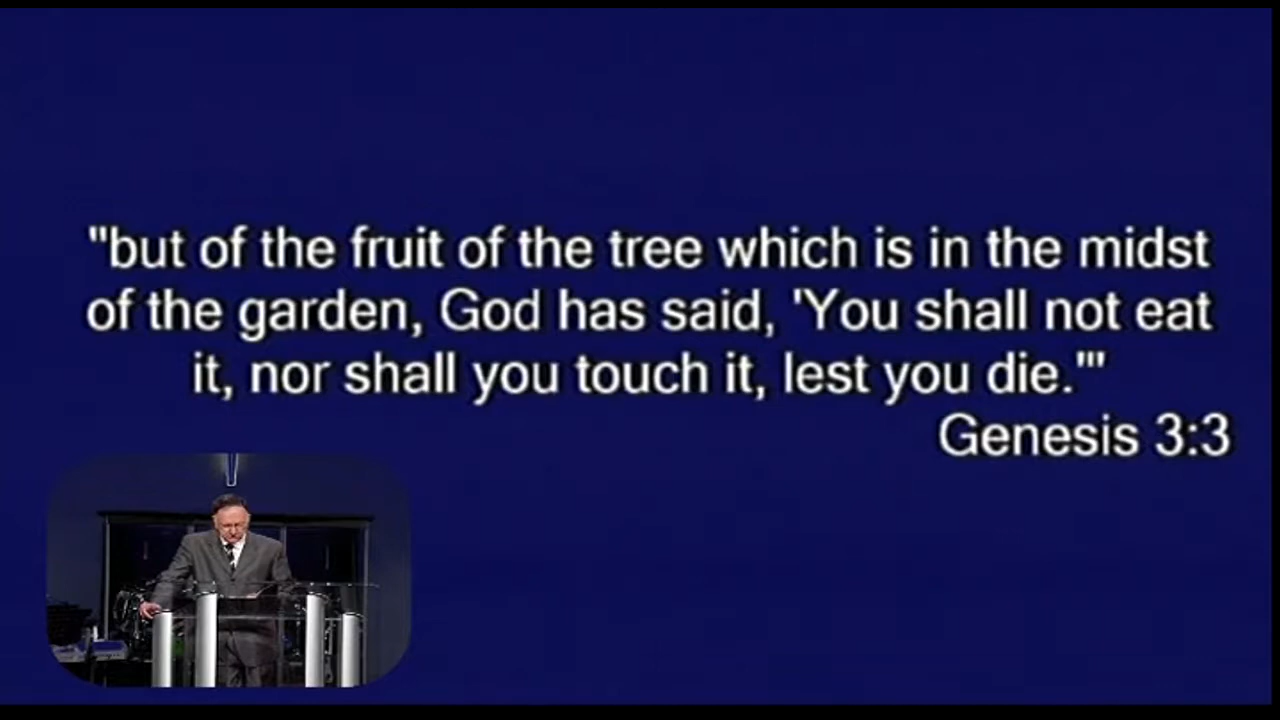 "but of the fruit of the tree which is in the midst
of the garden, God has said, 'You shall not eat
it, nor shall you touch it, lest you die.'"
Genesis 3:3